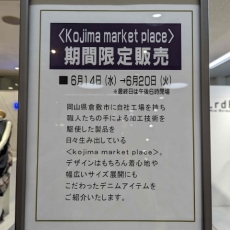 〈Kojima market place〉
期間限定販売
■ 6月14日(水)→6月20日(火)
＊最終日は午後6時閉場
岡山県倉敷市に自社工場を持ち
職人たちの手による加工技術を
駆使した製品を
日々生み出している
<kojima market place>。
デザインはもちろん着心地や
幅広いサイズ展開にも
こだわったデニムアイテムを
ご紹介いたします。